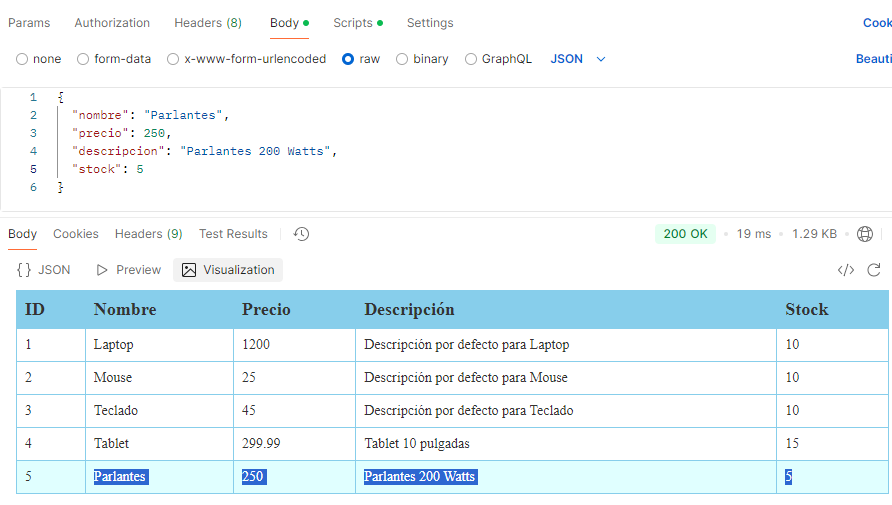 Params Authorization Headers (8) Body Scripts Settings Cook
none form-data x-www-form-urlencoded raw binary GraphQL JSON Beauti
1 {
2 "nombre": "Parlantes",
3 "precio": 250,
4 "descripcion": "Parlantes 200 Watts",
5 "stock": 5
6 }
Body Cookies Headers (9) Test Results 200 OK • 19 ms • 1.29 KB •
{} JSON Preview Visualization </>
ID Nombre Precio Descripción Stock
1 Laptop 1200 Descripción por defecto para Laptop 10
2 Mouse 25 Descripción por defecto para Mouse 10
3 Teclado 45 Descripción por defecto para Teclado 10
4 Tablet 299.99 Tablet 10 pulgadas 15
5 Parlantes 250 Parlantes 200 Watts 5